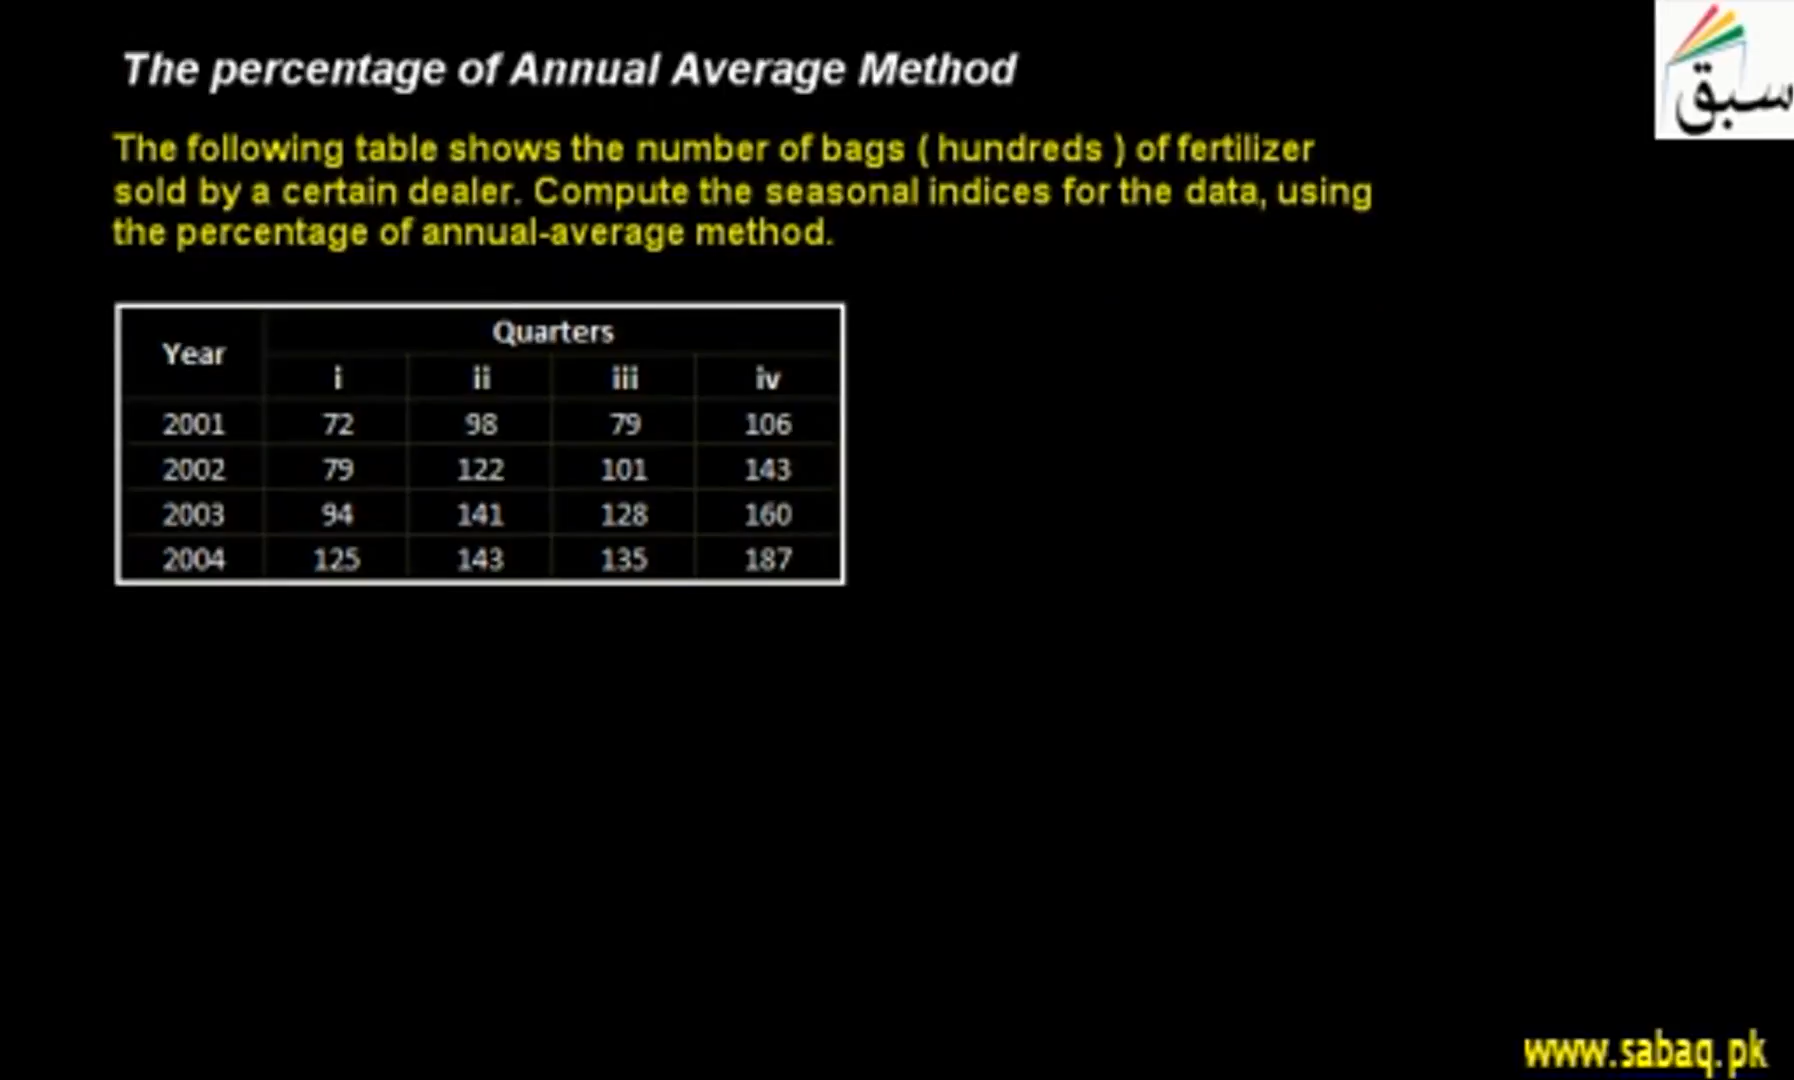 The percentage of Annual Average Method
سبق
The following table shows the number of bags ( hundreds ) of fertilizer
sold by a certain dealer. Compute the seasonal indices for the data, using
the percentage of annual-average method.
Year Quarters
i ii iii iv
2001 72 98 79 106
2002 79 122 101 143
2003 94 141 128 160
2004 125 143 135 187
www.sabaq.pk